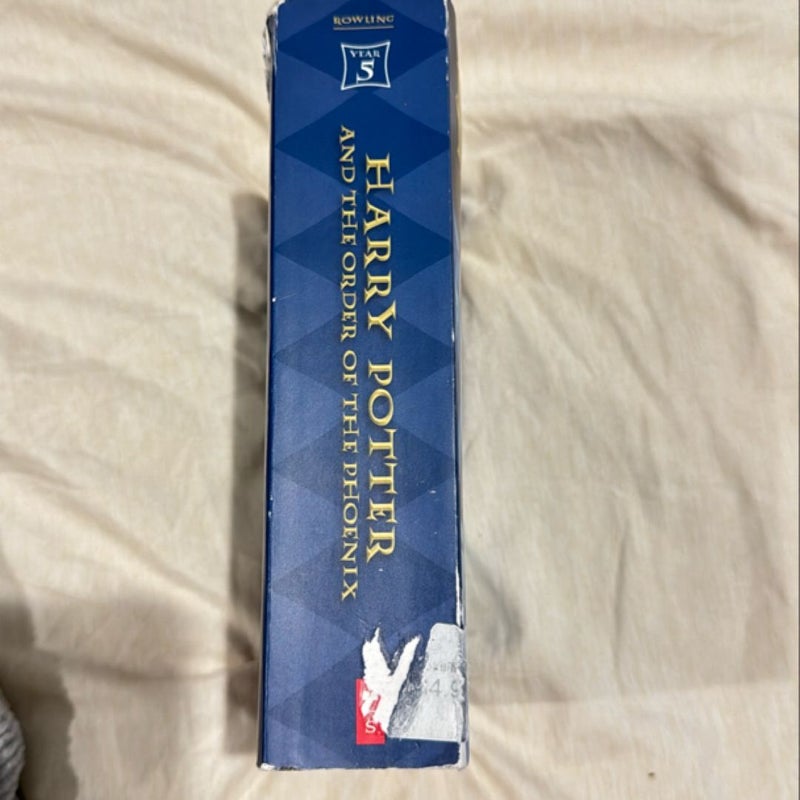 ROWLING
YEAR
5
HARRY POTTER
AND THE ORDER OF THE PHOENIX